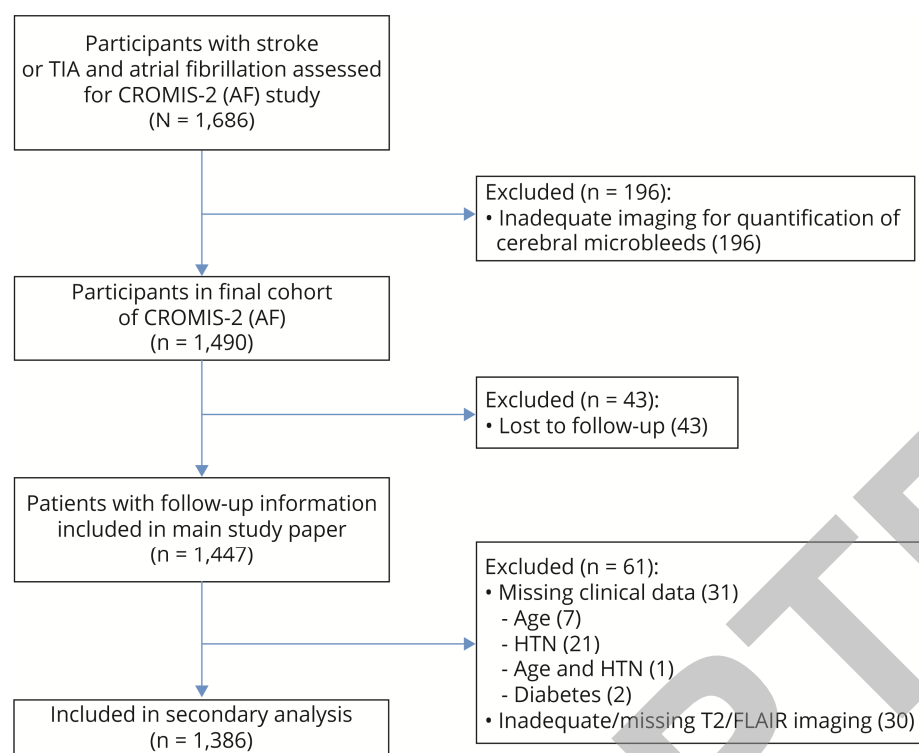 Participants with stroke
or TIA and atrial fibrillation assessed
for CROMIS-2 (AF) study
(N = 1,686)
Excluded (n = 196):
• Inadequate imaging for quantification of
cerebral microbleeds (196)
Participants in final cohort
of CROMIS-2 (AF)
(n = 1,490)
Excluded (n = 43):
• Lost to follow-up (43)
Patients with follow-up information
included in main study paper
(n = 1,447)
Excluded (n = 61):
• Missing clinical data (31)
- Age (7)
- HTN (21)
- Age and HTN (1)
- Diabetes (2)
• Inadequate/missing T2/FLAIR imaging (30)
Included in secondary analysis
(n = 1,386)